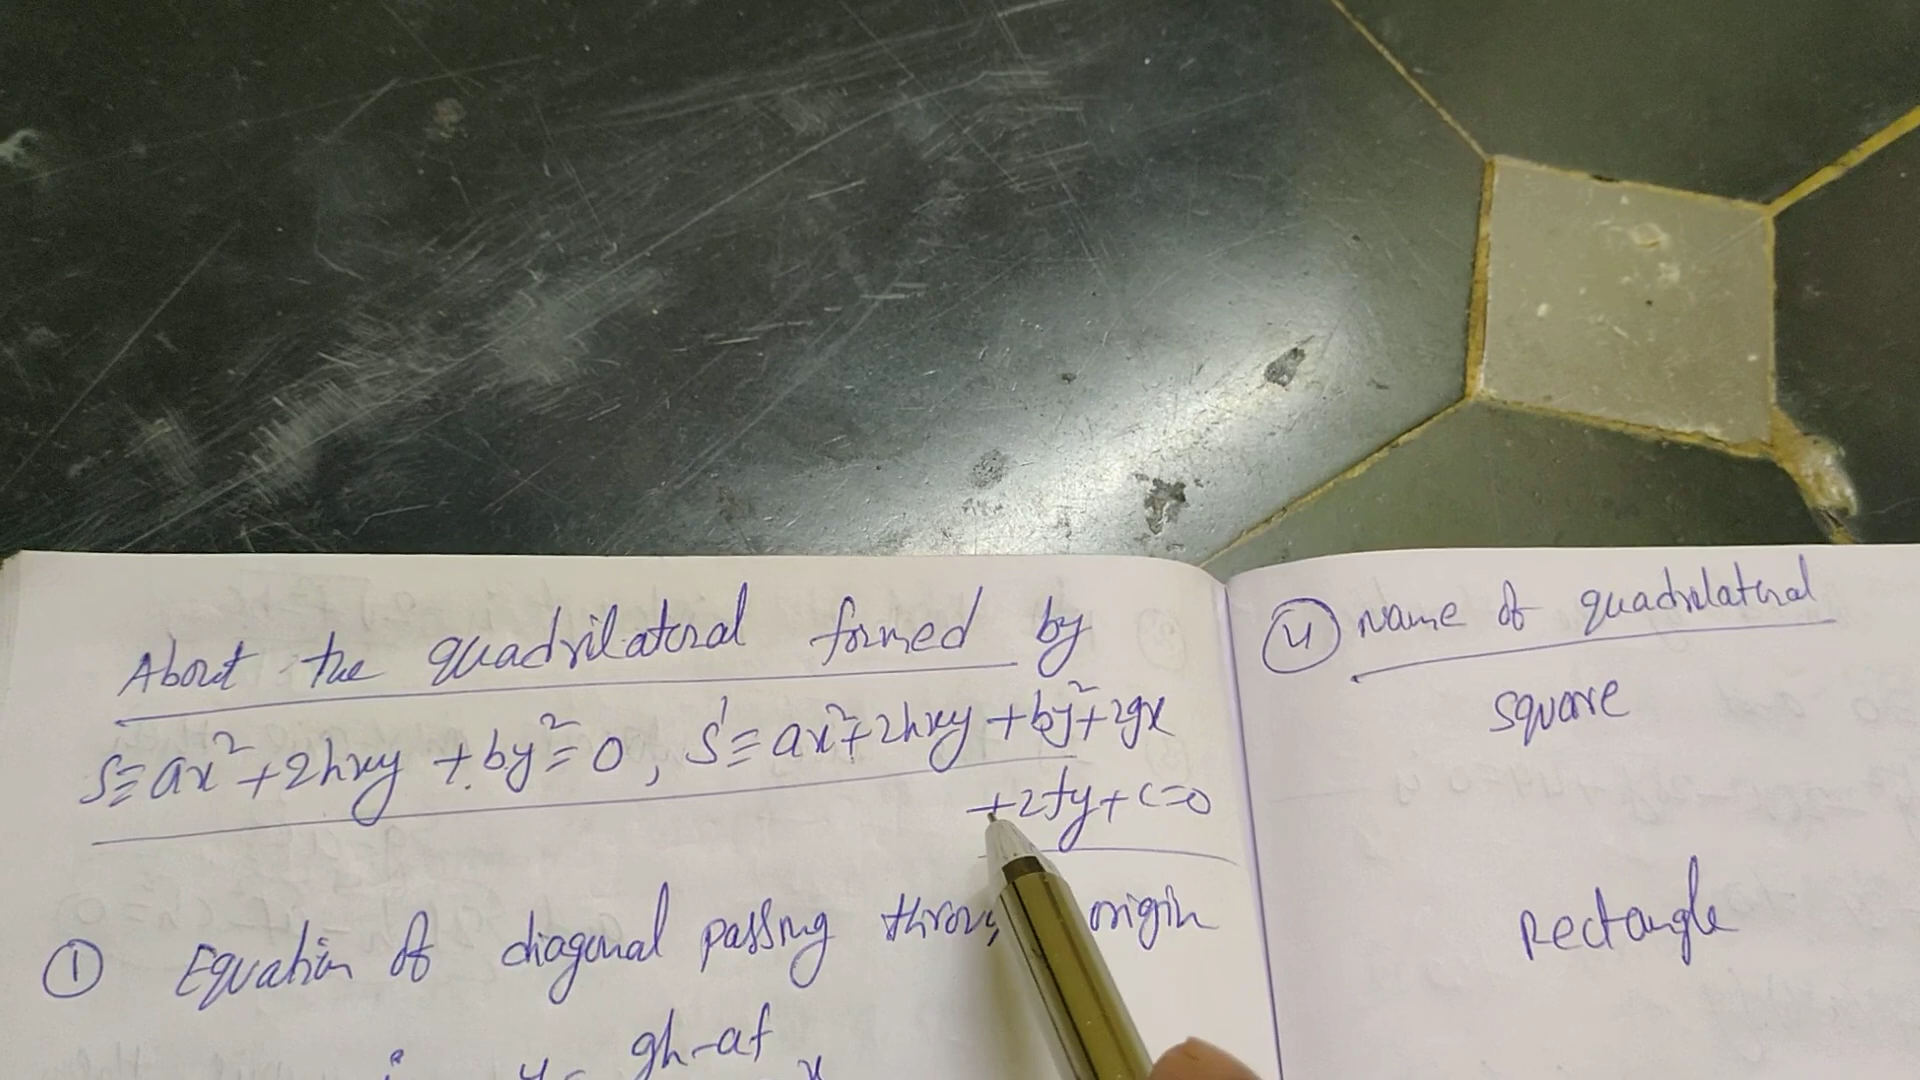 About the quadrilateral formed by
S≡ax²+2hxy+by²=0, S'≡ax²+2hxy+by²+2gx
+2fy+c=0
① Equation of diagonal passing origin
is y= gh-af x
④ Name of quadrilateral
square
Rectangle